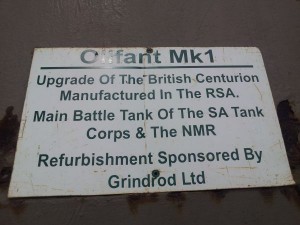 Olifant Mk1
Upgrade Of The British Centurion
Manufactured In The RSA.
Main Battle Tank Of The SA Tank
Corps & The NMR
Refurbishment Sponsored By
Grindrod Ltd